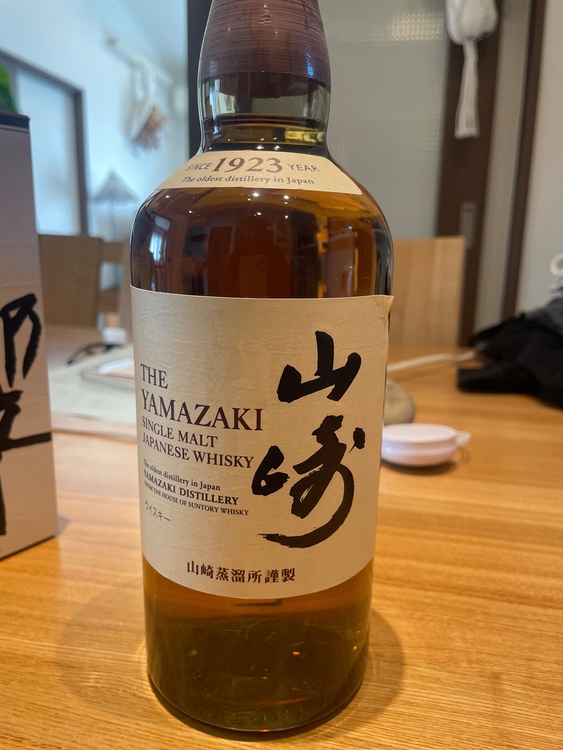 SINCE 1923 YEAR
The oldest distillery in Japan
THE
YAMAZAKI
SINGLE MALT
JAPANESE WHISKY
The oldest distillery in Japan
YAMAZAKI DISTILLERY
FROM THE HOUSE OF SUNTORY WHISKY
ウイスキー
山崎
山崎蒸溜所謹製